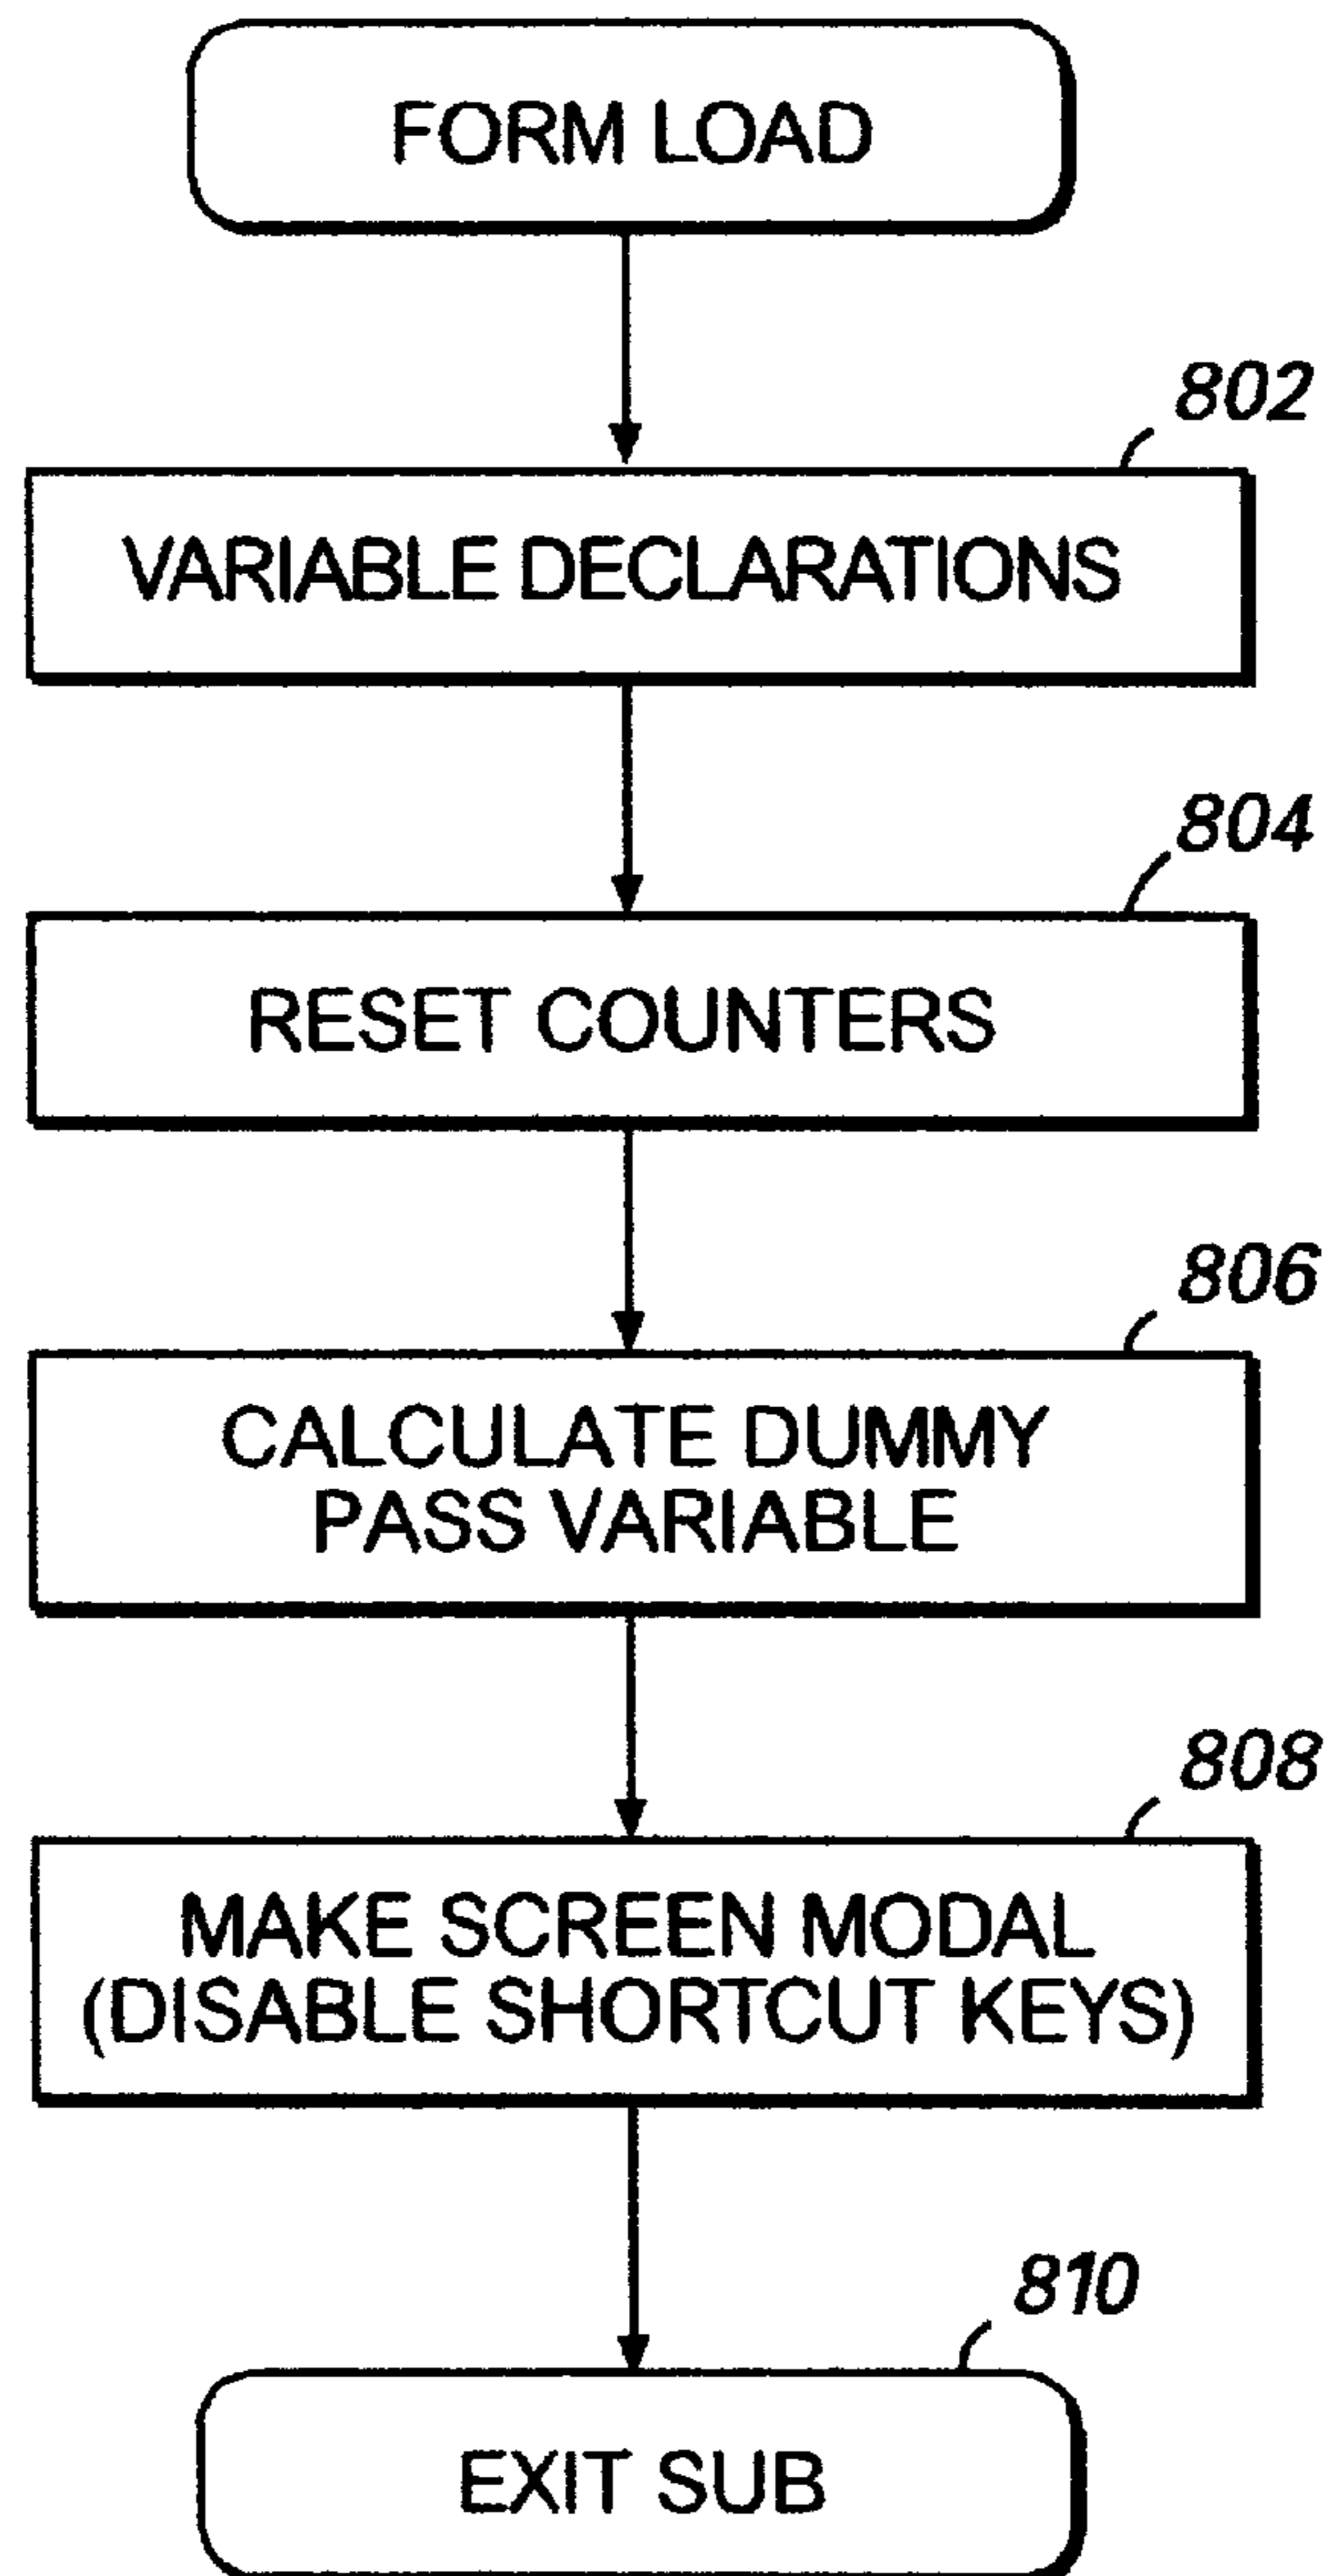 FORM LOAD
802
VARIABLE DECLARATIONS
804
RESET COUNTERS
806
CALCULATE DUMMY
PASS VARIABLE
808
MAKE SCREEN MODAL
(DISABLE SHORTCUT KEYS)
810
EXIT SUB